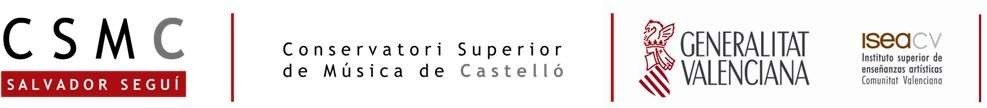 CSMC
SALVADOR SEGUÍ
Conservatori Superior
de Música de Castelló
GENERALITAT
VALENCIANA
iseacv
Instituto superior de
enseñanzas artísticas
Comunitat Valenciana